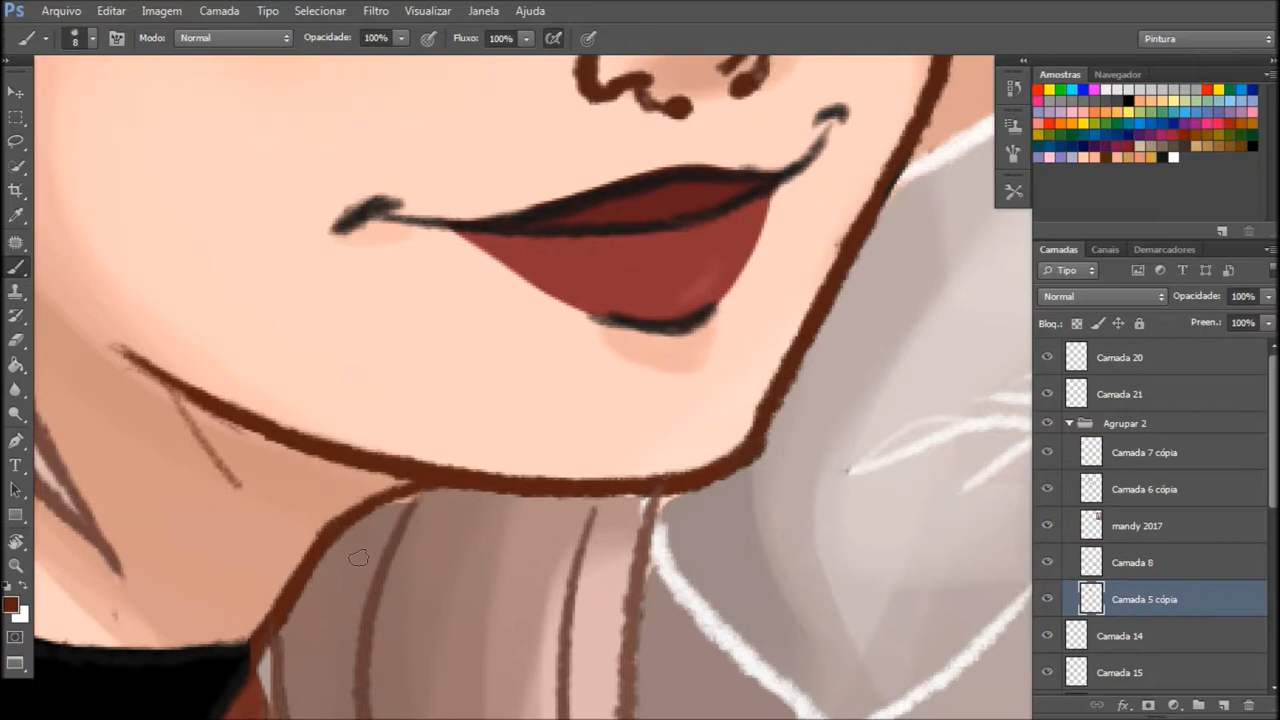 Ps Arquivo Editar Imagem Camada Tipo Selecionar Filtro Visualizar Janela Ajuda
8 Modo: Normal Opacidade: 100% Fluxo: 100% Pintura
Amostras Navegador
Camadas Canais Demarcadores
Tipo
Normal Opacidade: 100%
Bloq.: Preen.: 100%
Camada 20
Camada 21
Agrupar 2
Camada 7 cópia
Camada 6 cópia
mandy 2017
Camada 8
Camada 5 cópia
Camada 14
Camada 15
fx